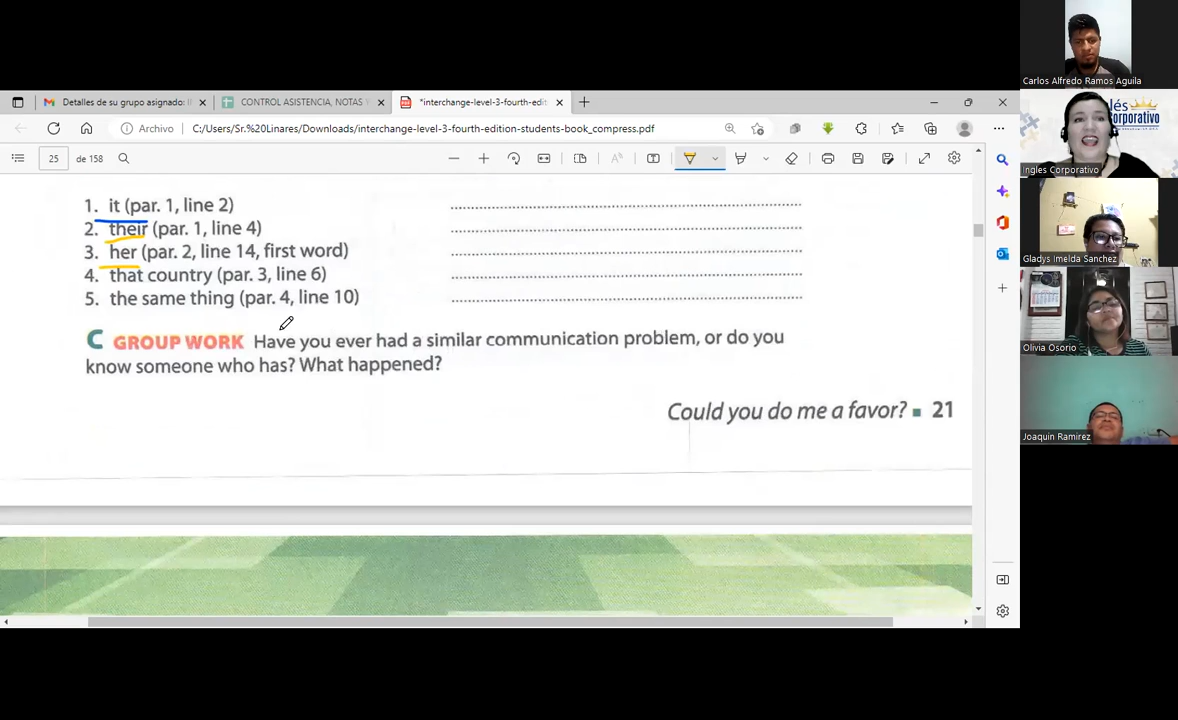 Detalles de su grupo asignado: I
CONTROL ASISTENCIA, NOTAS
*interchange-level-3-fourth-edit
Archivo
C:/Users/Sr.%20Linares/Downloads/interchange-level-3-fourth-edition-students-book_compress.pdf
25
de 158
1. it (par. 1, line 2)
2. their (par. 1, line 4)
3. her (par. 2, line 14, first word)
4. that country (par. 3, line 6)
5. the same thing (par. 4, line 10)
C GROUP WORK Have you ever had a similar communication problem, or do you
know someone who has? What happened?
Could you do me a favor? ■ 21
Carlos Alfredo Ramos Aguila
Ingles Corporativo
Gladys Imelda Sanchez
Olivia Osorio
Joaquín Ramirez